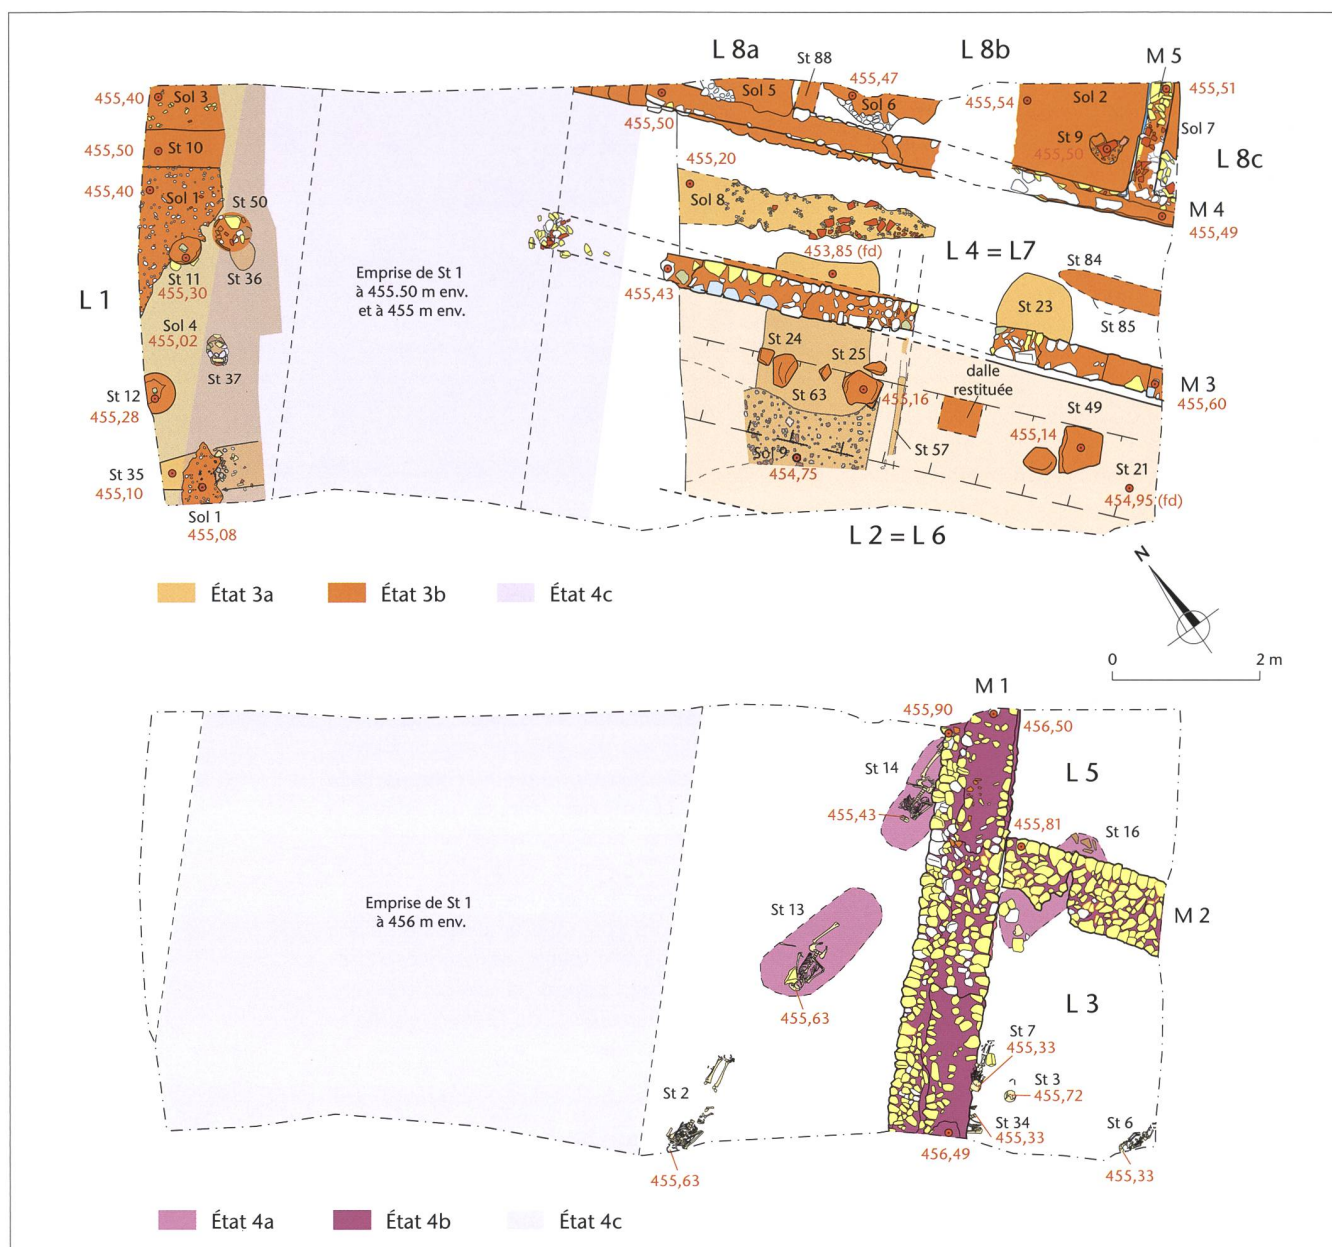 L 8a
St 88
455,47
L 8b
M 5
455,51
455,40
Sol 3
Sol 5
Sol 6
455,54
Sol 2
Sol 7
455,50
St 10
455,50
St 9
455,50
L 8c
455,20
455,40
Sol 1
St 50
Sol 8
M 4
455,49
453,85 (fd)
L 4 = L7
St 84
Emprise de St 1
à 455.50 m env.
et à 455 m env.
St 11
455,30
St 36
L 1
455,43
St 23
St 85
Sol 4
455,02
St 24
St 25
St 37
dalle
restituée
M 3
455,60
St 12
455,28
St 63
455,16
St 49
455,14
St 57
St 35
455,10
Sol 9
454,75
St 21
454,95 (fd)
Sol 1
455,08
L 2 = L 6
N
État 3a
État 3b
État 4c
0
2 m
M 1
455,90
456,50
St 14
L 5
455,43
455,81
St 16
Emprise de St 1
à 456 m env.
St 13
M 2
455,63
L 3
St 7
455,33
St 2
St 3
455,72
St 34
455,33
St 6
456,49
455,63
455,33
État 4a
État 4b
État 4c